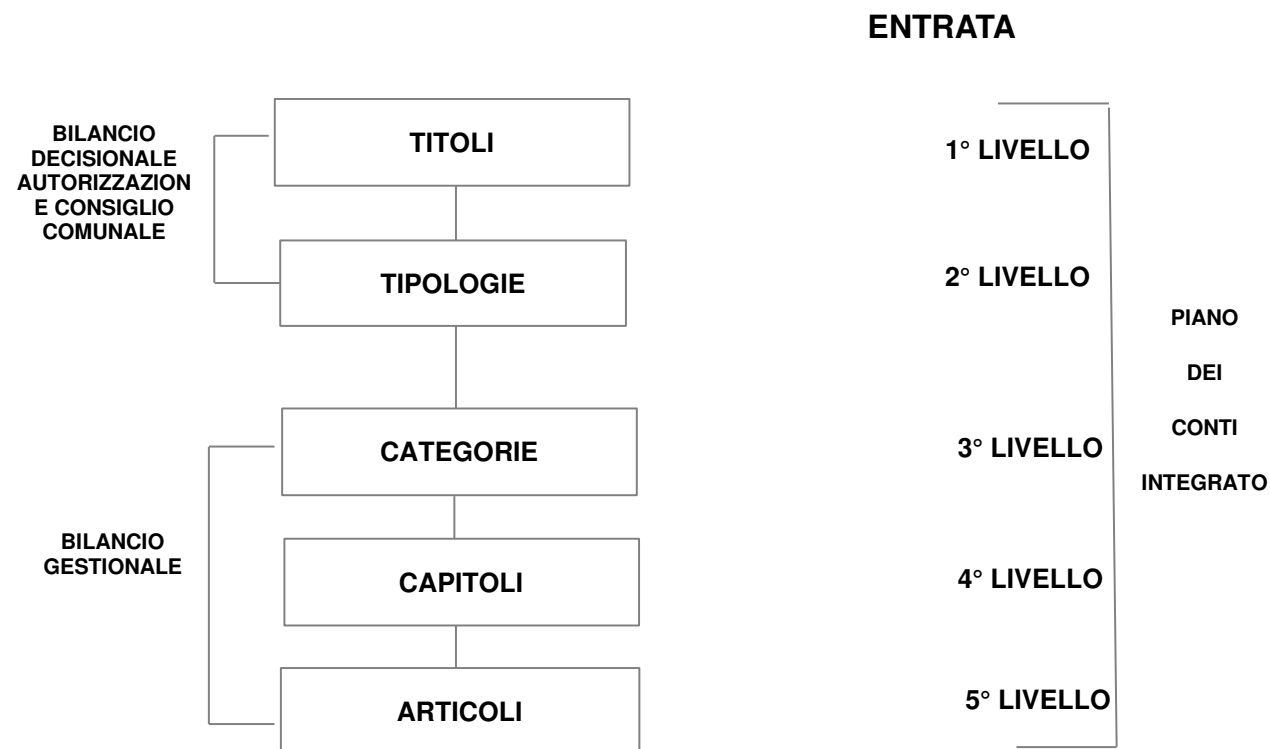 ENTRATA
BILANCIO
DECISIONALE
AUTORIZZAZION
E CONSIGLIO
COMUNALE
TITOLI
1° LIVELLO
TIPOLOGIE
2° LIVELLO
PIANO
DEI
CONTI
INTEGRATO
CATEGORIE
3° LIVELLO
BILANCIO
GESTIONALE
CAPITOLI
4° LIVELLO
ARTICOLI
5° LIVELLO